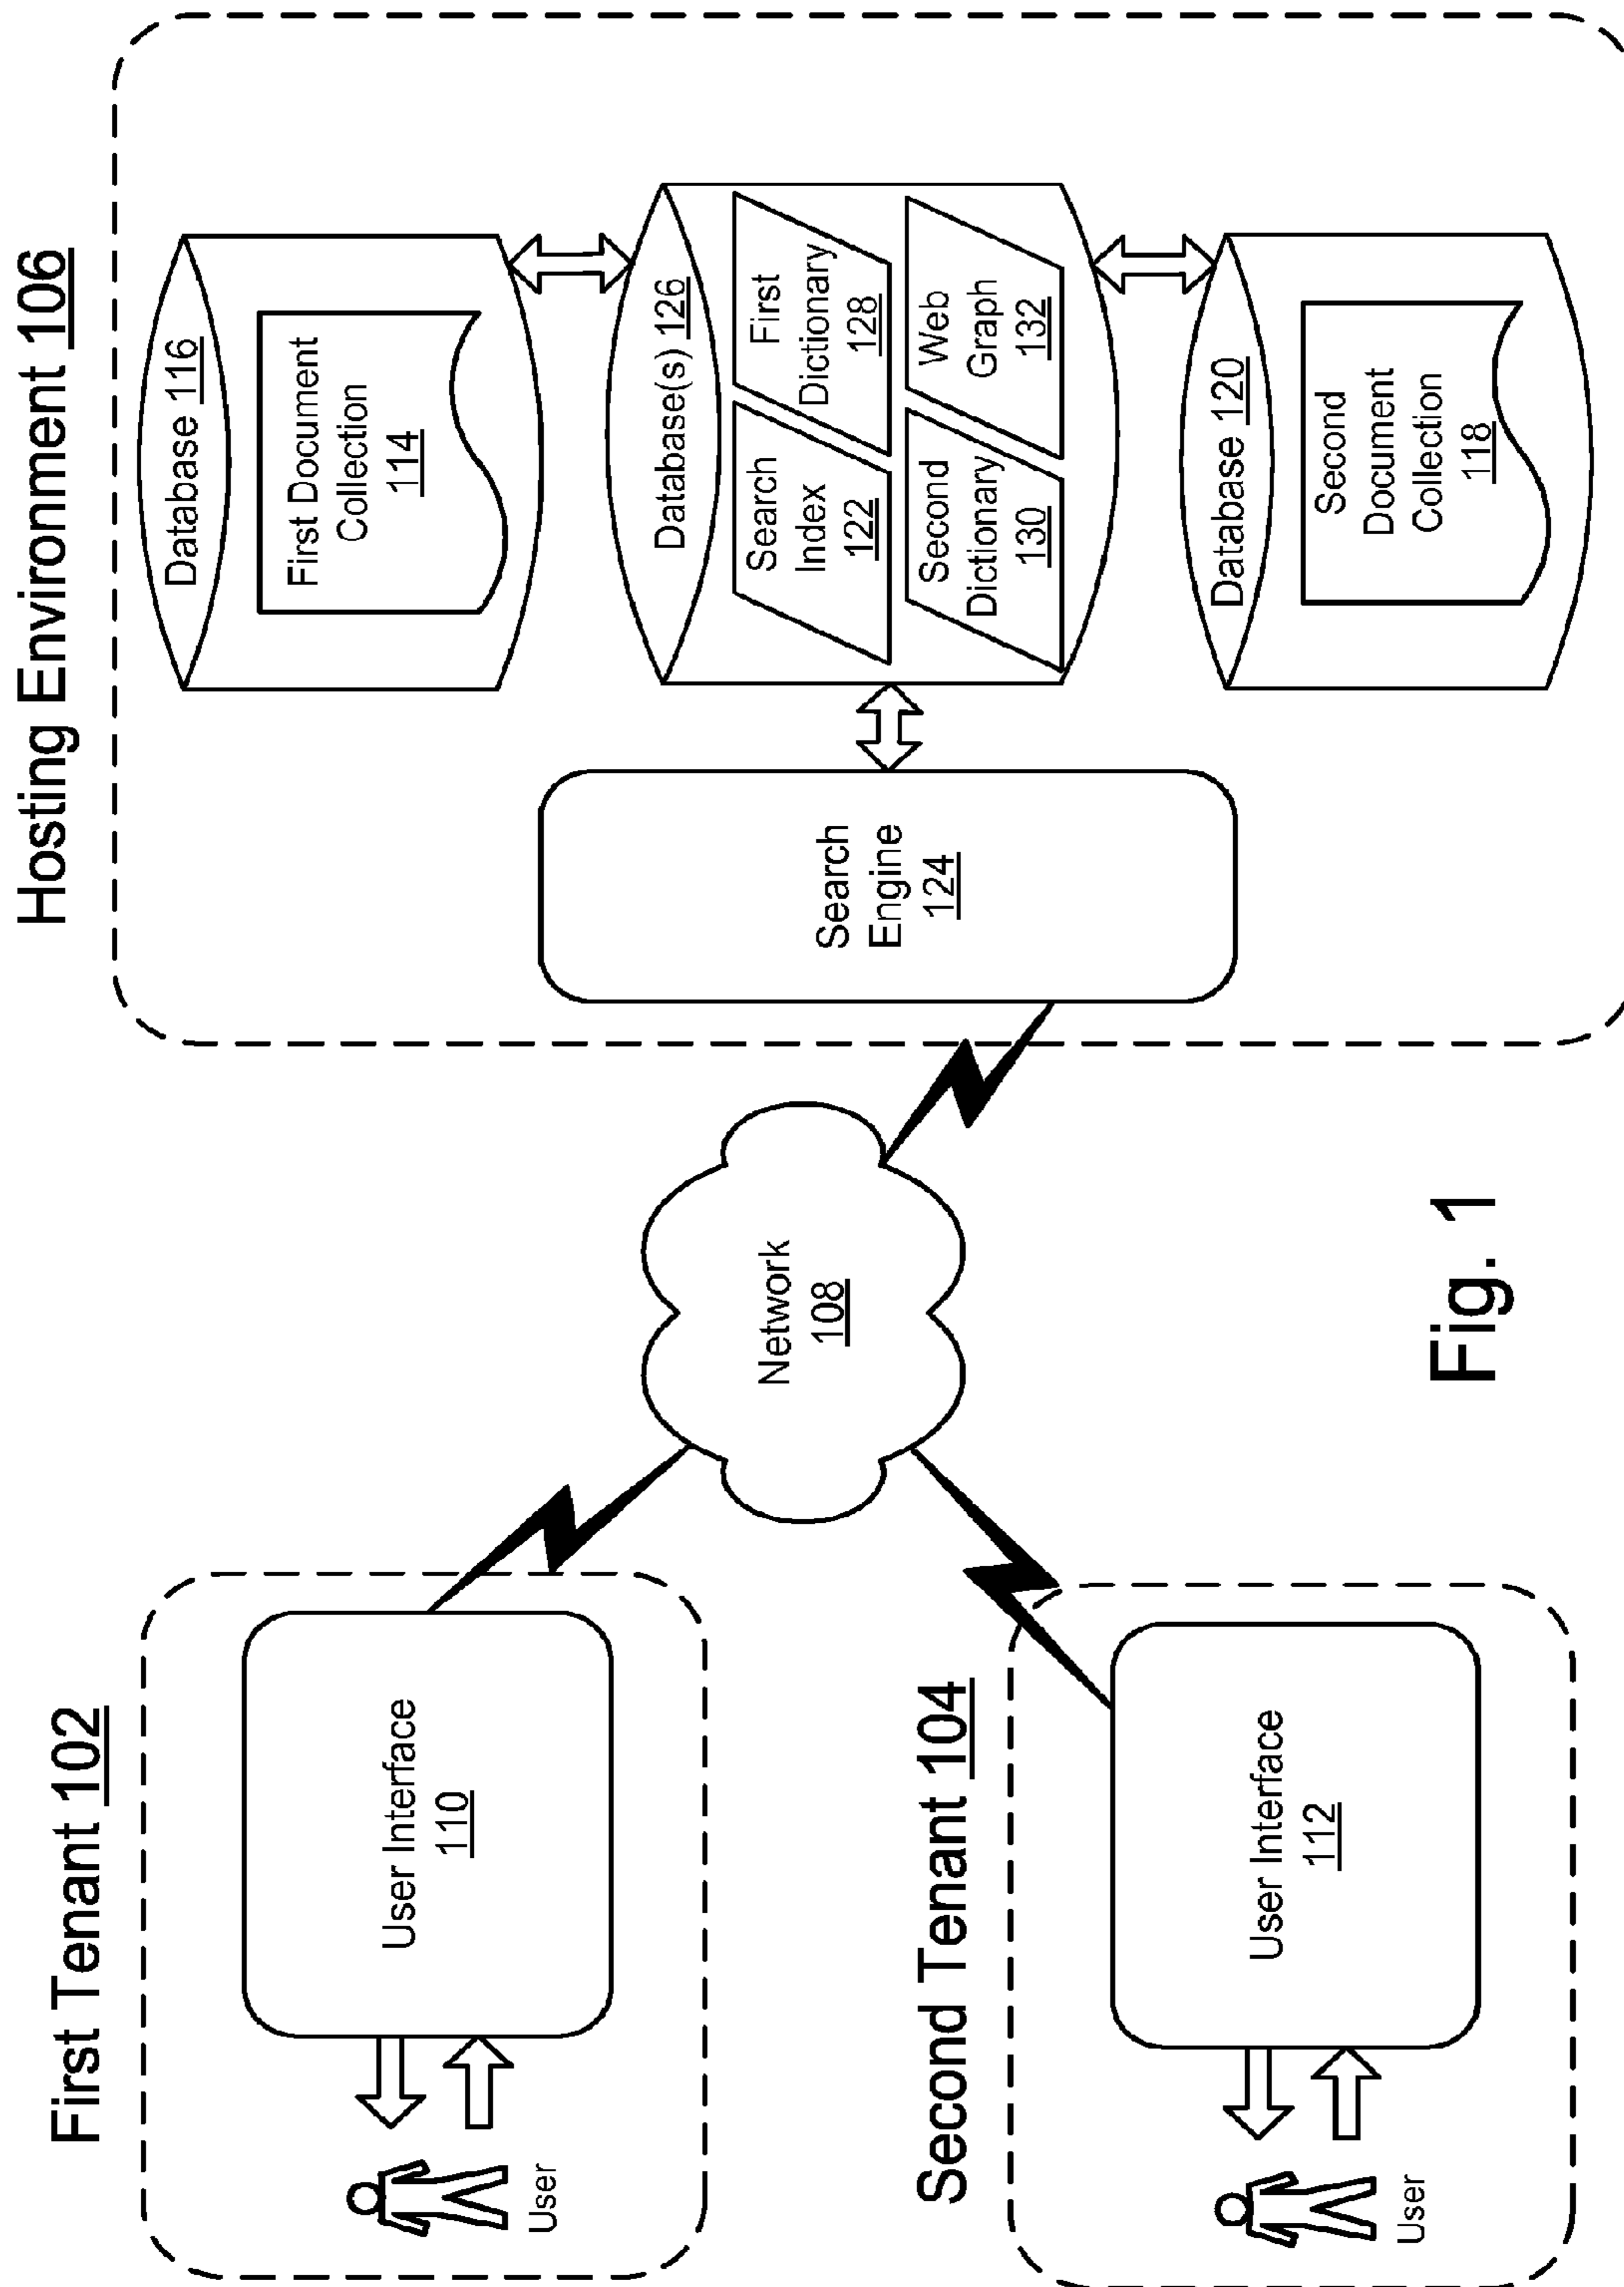 First Tenant 102
User
User Interface
110
Second Tenant 104
User
User Interface
112
Network
108
Hosting Environment 106
Search
Engine
124
Database 116
First Document
Collection
114
Database(s) 126
Search
Index
122
First
Dictionary
128
Second
Dictionary
130
Web
Graph
132
Database 120
Second
Document
Collection
118
Fig. 1